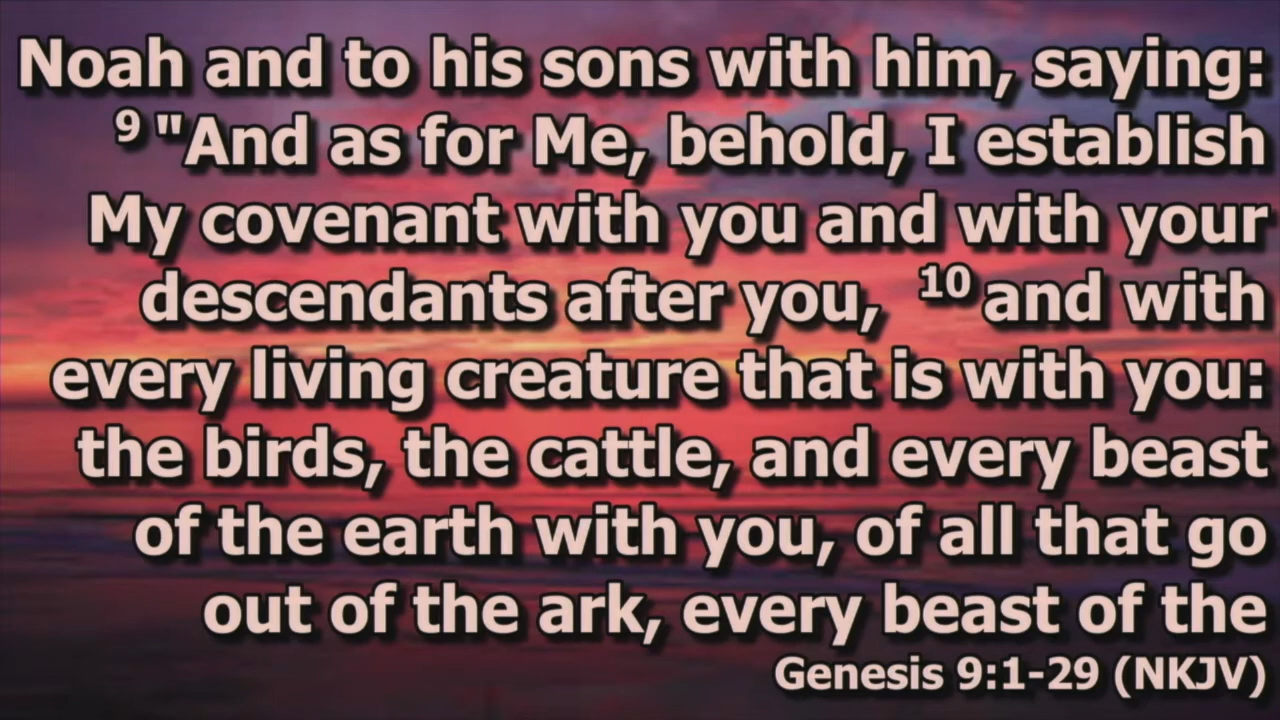 Noah and to his sons with him, saying:
9 "And as for Me, behold, I establish
My covenant with you and with your
descendants after you, 10 and with
every living creature that is with you:
the birds, the cattle, and every beast
of the earth with you, of all that go
out of the ark, every beast of the
Genesis 9:1-29 (NKJV)